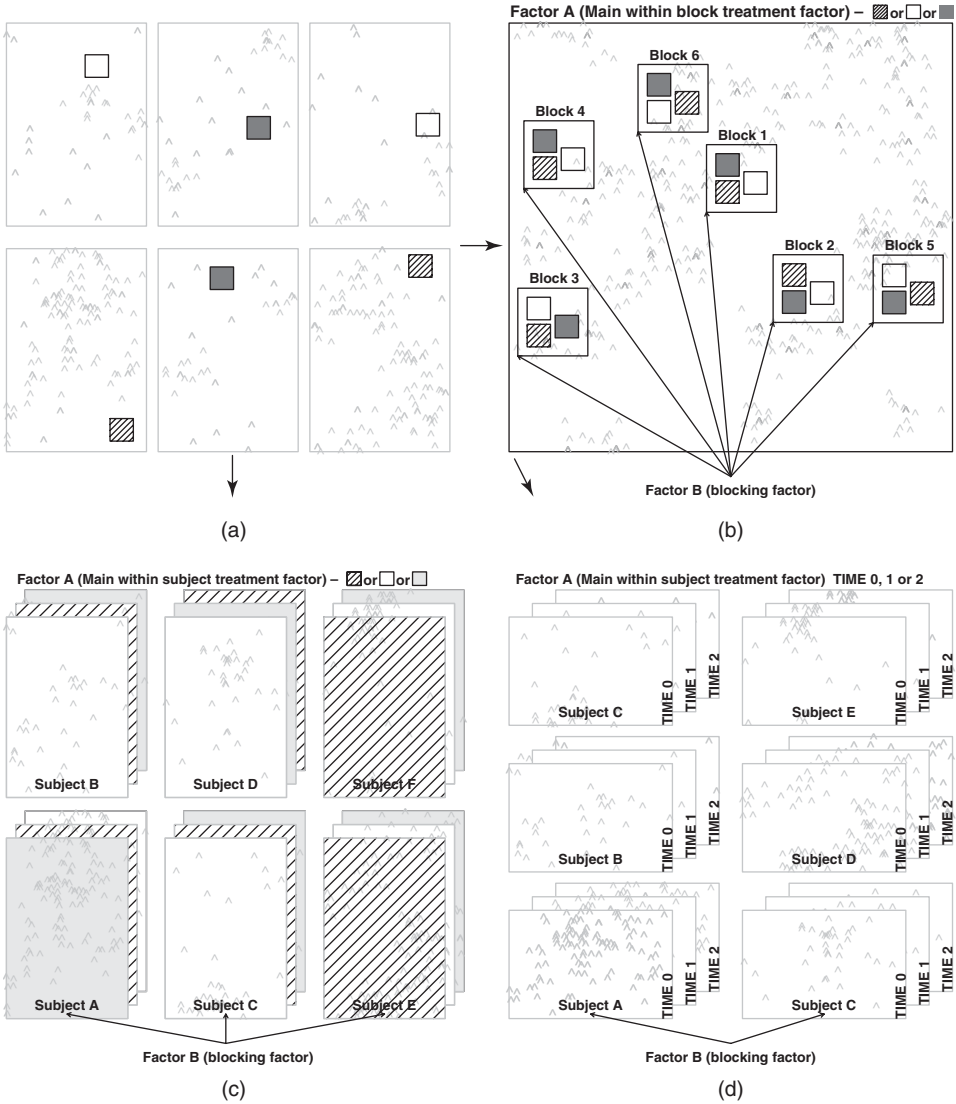 Factor A (Main within block treatment factor) – or or
Block 6
Block 4
Block 1
Block 2
Block 5
Block 3
Factor B (blocking factor)
(a)
(b)
Factor A (Main within subject treatment factor) – or or
Subject B
Subject D
Subject F
Subject A
Subject C
Subject E
Factor B (blocking factor)
(c)
Factor A (Main within subject treatment factor) TIME 0, 1 or 2
Subject C
TIME 0
TIME 1
TIME 2
Subject E
TIME 0
TIME 1
TIME 2
Subject B
TIME 0
TIME 1
TIME 2
Subject D
TIME 0
TIME 1
TIME 2
Subject A
TIME 0
TIME 1
TIME 2
Subject C
TIME 0
TIME 1
TIME 2
Factor B (blocking factor)
(d)